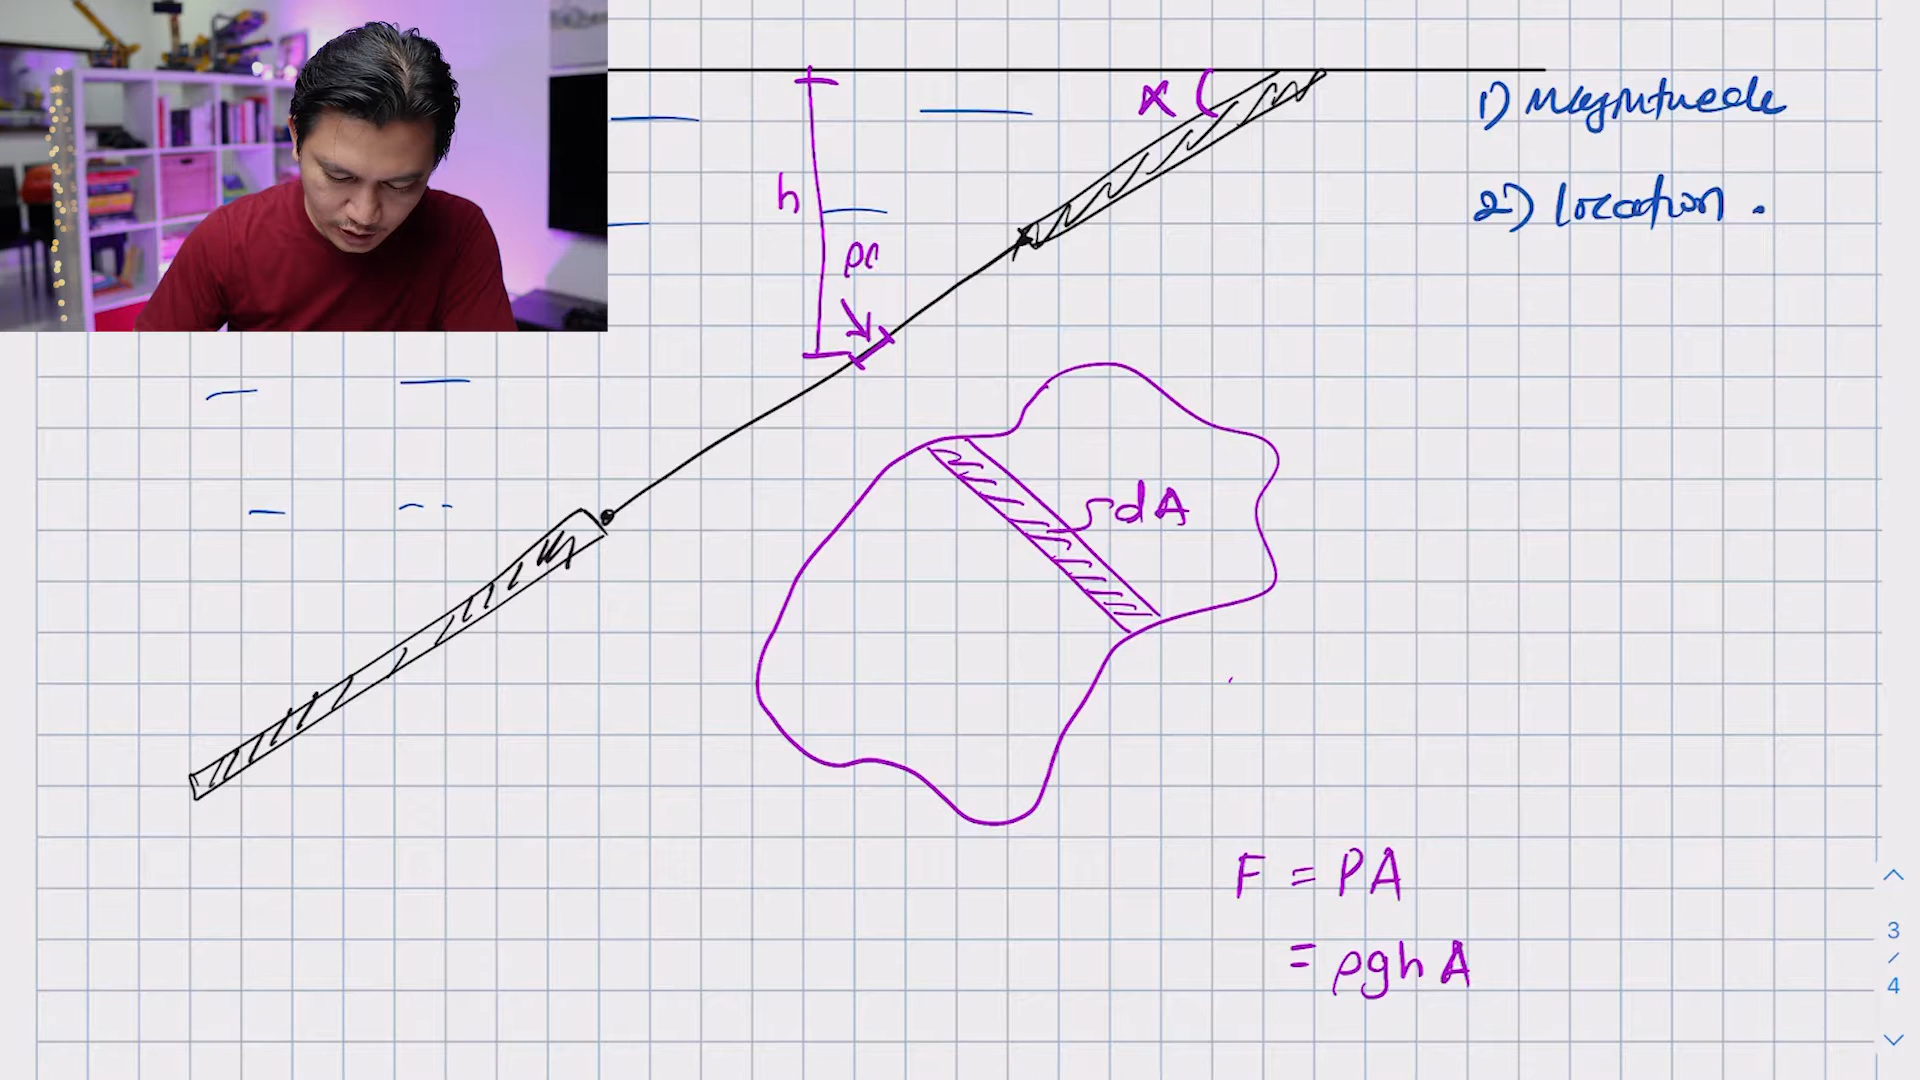 α
1) Magnitude
h
2) location.
dA
F = PA
= ρghA
3
/
4